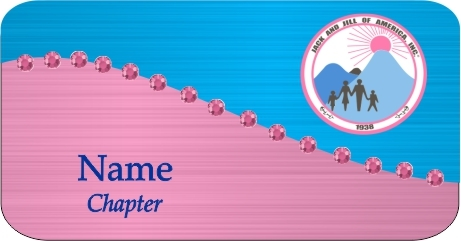 JACK AND JILL OF AMERICA, INC.
1938
Name
Chapter